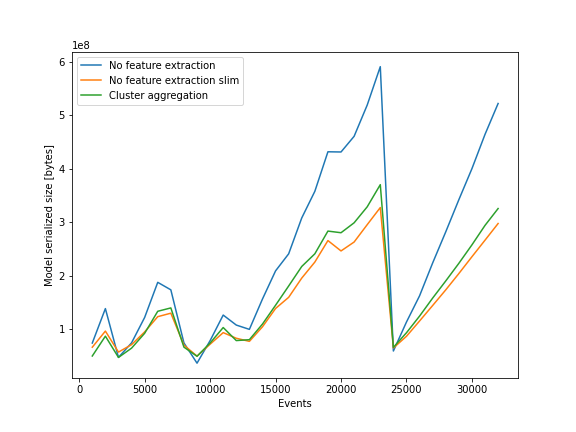 1e8
No feature extraction
No feature extraction slim
Cluster aggregation
6
5
4
3
2
1
Model serialized size [bytes]
0 5000 10000 15000 20000 25000 30000
Events